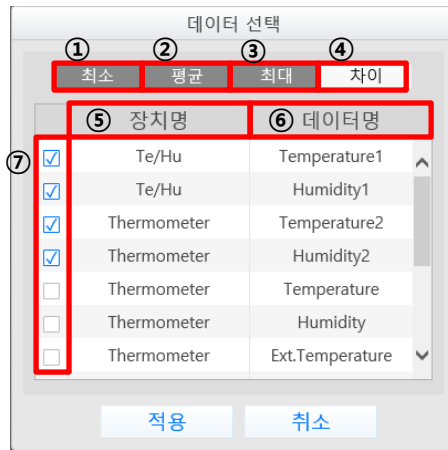 데이터 선택
① ② ③ ④
최소 평균 최대 차이
⑤ 장치명 ⑥ 데이터명
⑦
Te/Hu Temperature1
Te/Hu Humidity1
Thermometer Temperature2
Thermometer Humidity2
Thermometer Temperature
Thermometer Humidity
Thermometer Ext.Temperature
적용 취소